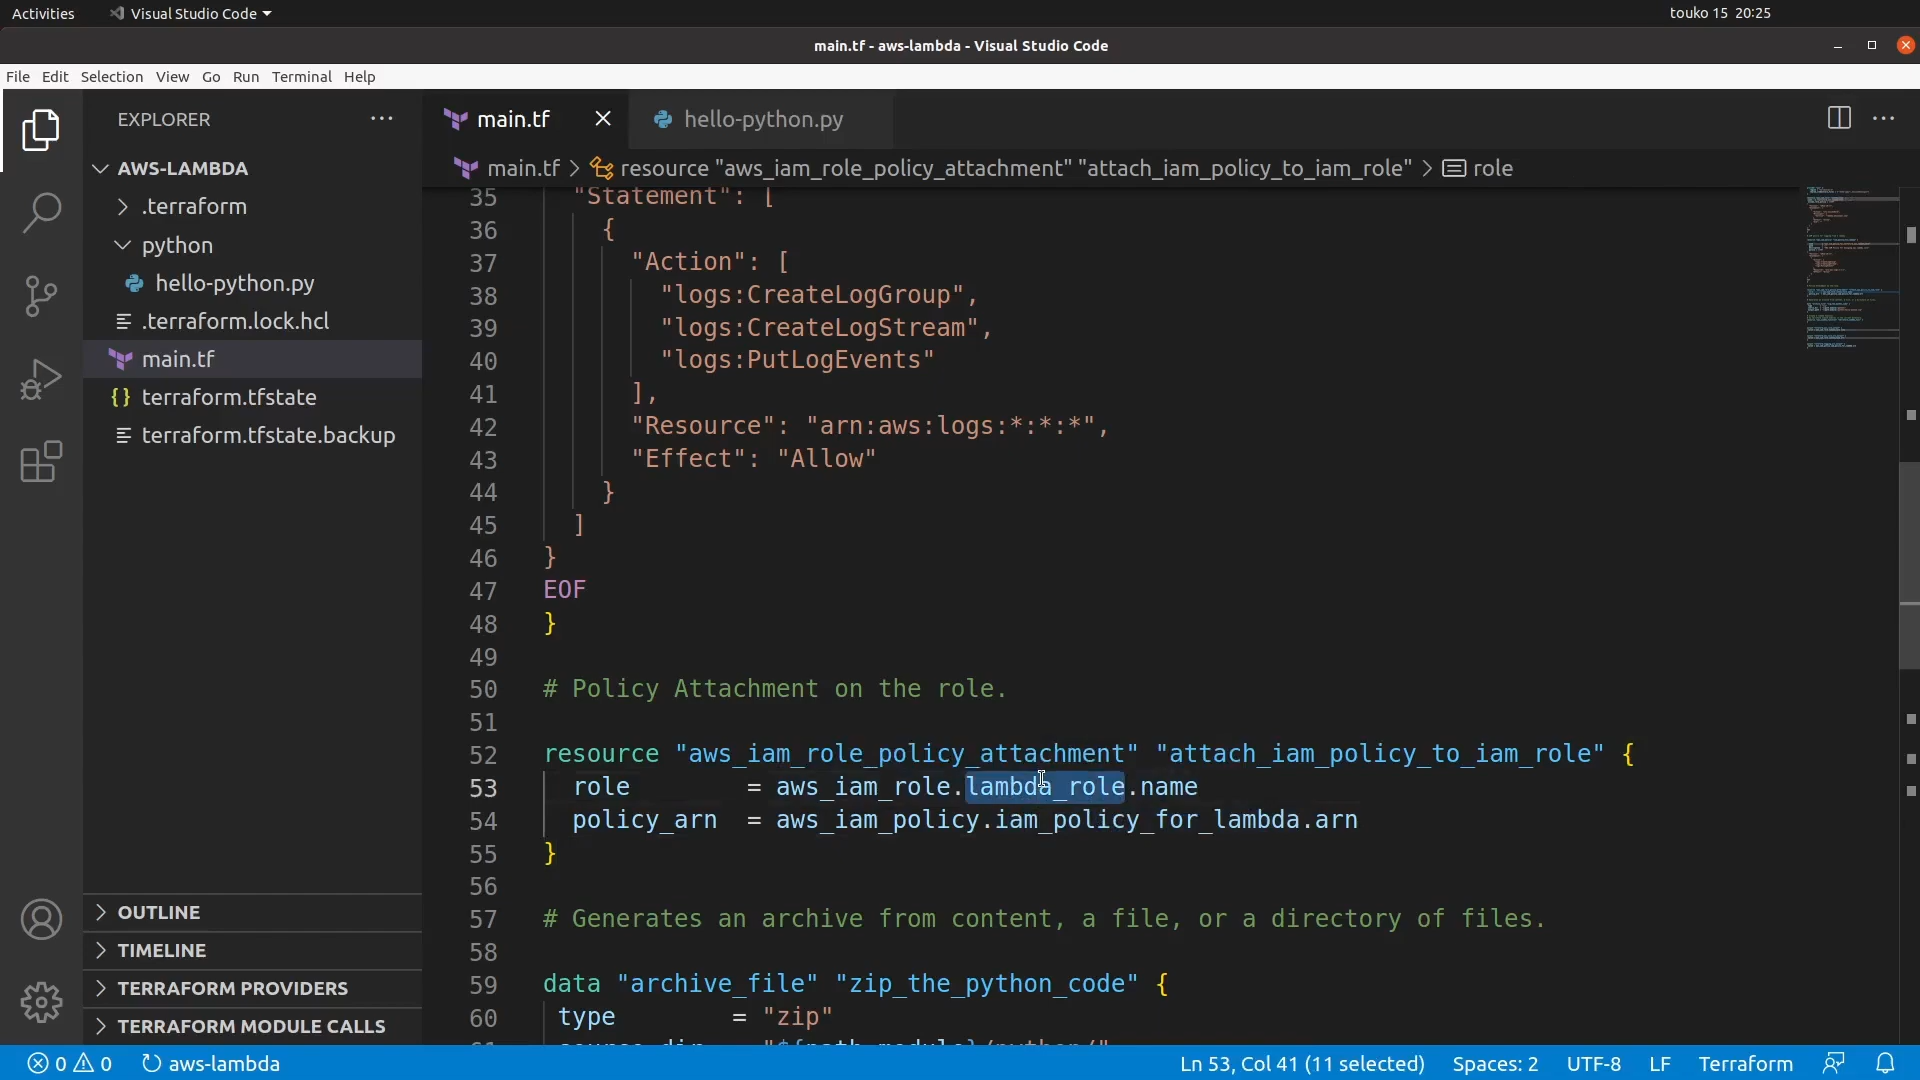 Activities
Visual Studio Code
touko 15 20:25
main.tf - aws-lambda - Visual Studio Code
File Edit Selection View Go Run Terminal Help
EXPLORER
AWS-LAMBDA
.terraform
python
hello-python.py
.terraform.lock.hcl
main.tf
terraform.tfstate
terraform.tfstate.backup
OUTLINE
TIMELINE
TERRAFORM PROVIDERS
TERRAFORM MODULE CALLS
main.tf
hello-python.py
main.tf > resource "aws_iam_role_policy_attachment" "attach_iam_policy_to_iam_role" > role
35 "Statement": [
36 {
37 "Action": [
38 "logs:CreateLogGroup",
39 "logs:CreateLogStream",
40 "logs:PutLogEvents"
41 ],
42 "Resource": "arn:aws:logs:*:*:*",
43 "Effect": "Allow"
44 }
45 ]
46 }
47 EOF
48 }
49
50 # Policy Attachment on the role.
51
52 resource "aws_iam_role_policy_attachment" "attach_iam_policy_to_iam_role" {
53 role = aws_iam_role.lambda_role.name
54 policy_arn = aws_iam_policy.iam_policy_for_lambda.arn
55 }
56
57 # Generates an archive from content, a file, or a directory of files.
58
59 data "archive_file" "zip_the_python_code" {
60 type = "zip"
0 0 aws-lambda
Ln 53, Col 41 (11 selected) Spaces: 2 UTF-8 LF Terraform